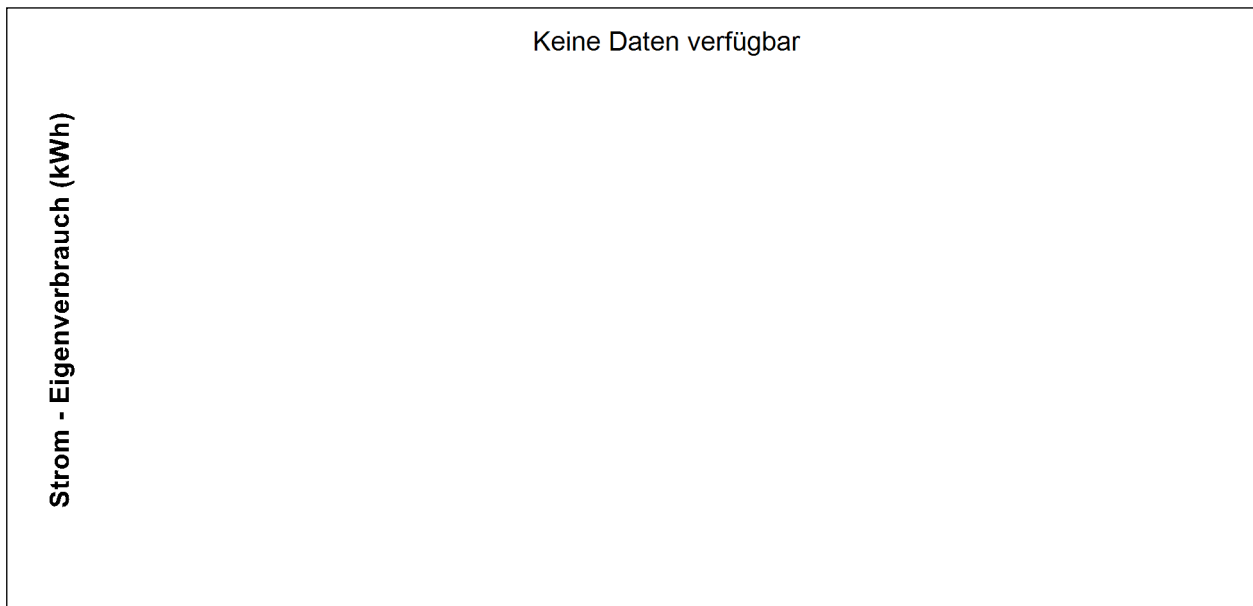 Keine Daten verfügbar
Strom - Eigenverbrauch (kWh)